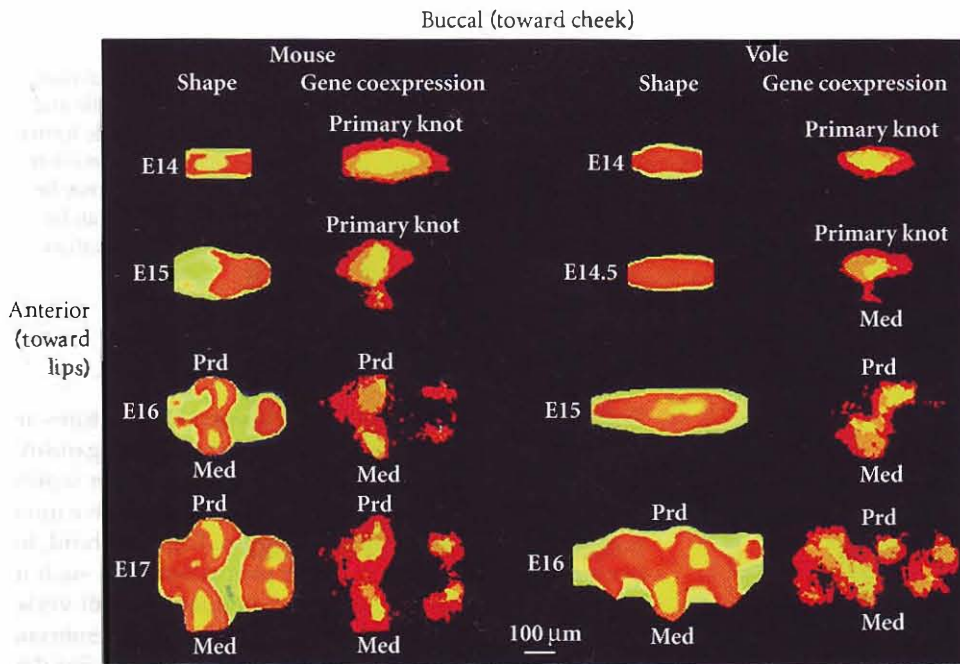 Buccal (toward cheek)
Mouse
Vole
Shape
Gene coexpression
Shape
Gene coexpression
Primary knot
Primary knot
E14
E14
Primary knot
Primary knot
E15
E14.5
Med
Anterior
(toward
lips)
Prd
Prd
Prd
E16
E15
Med
Med
Med
Prd
Prd
Prd
Prd
E17
E16
Med
Med
100 µm
Med
Med